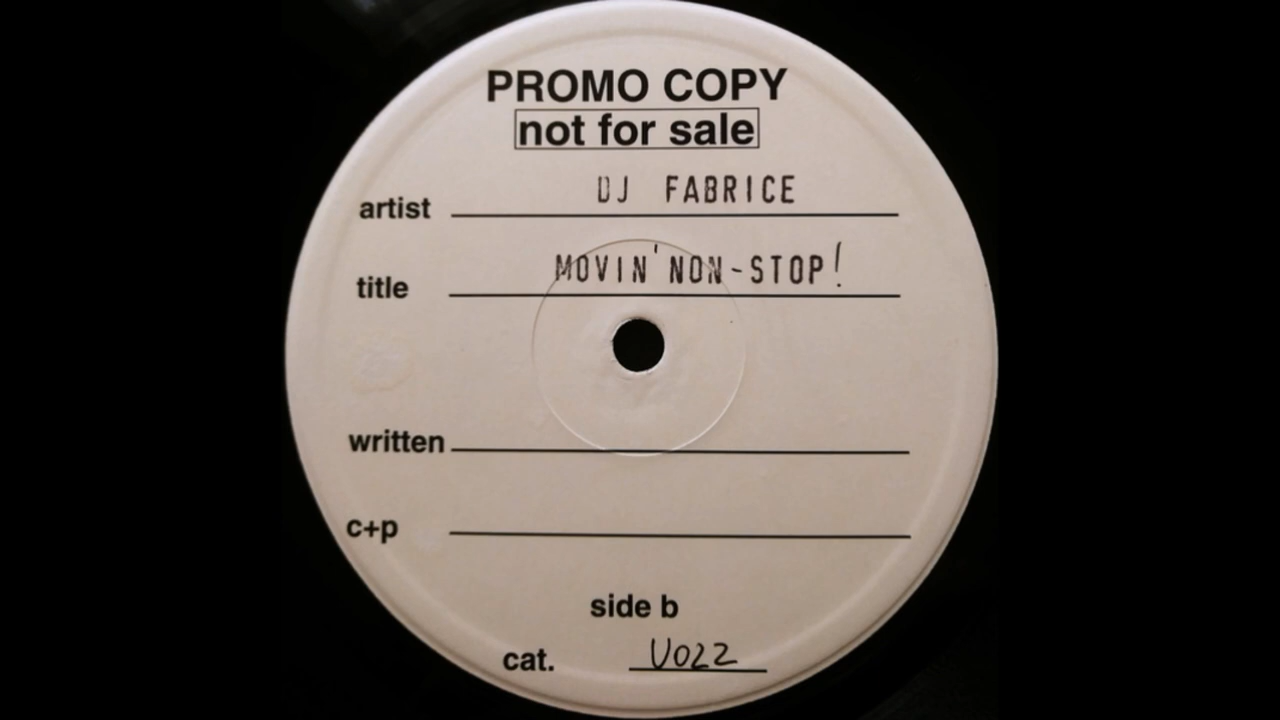 PROMO COPY
not for sale
artist DJ FABRICE
title MOVIN' NON-STOP!
written
c+p
side b
cat. V022